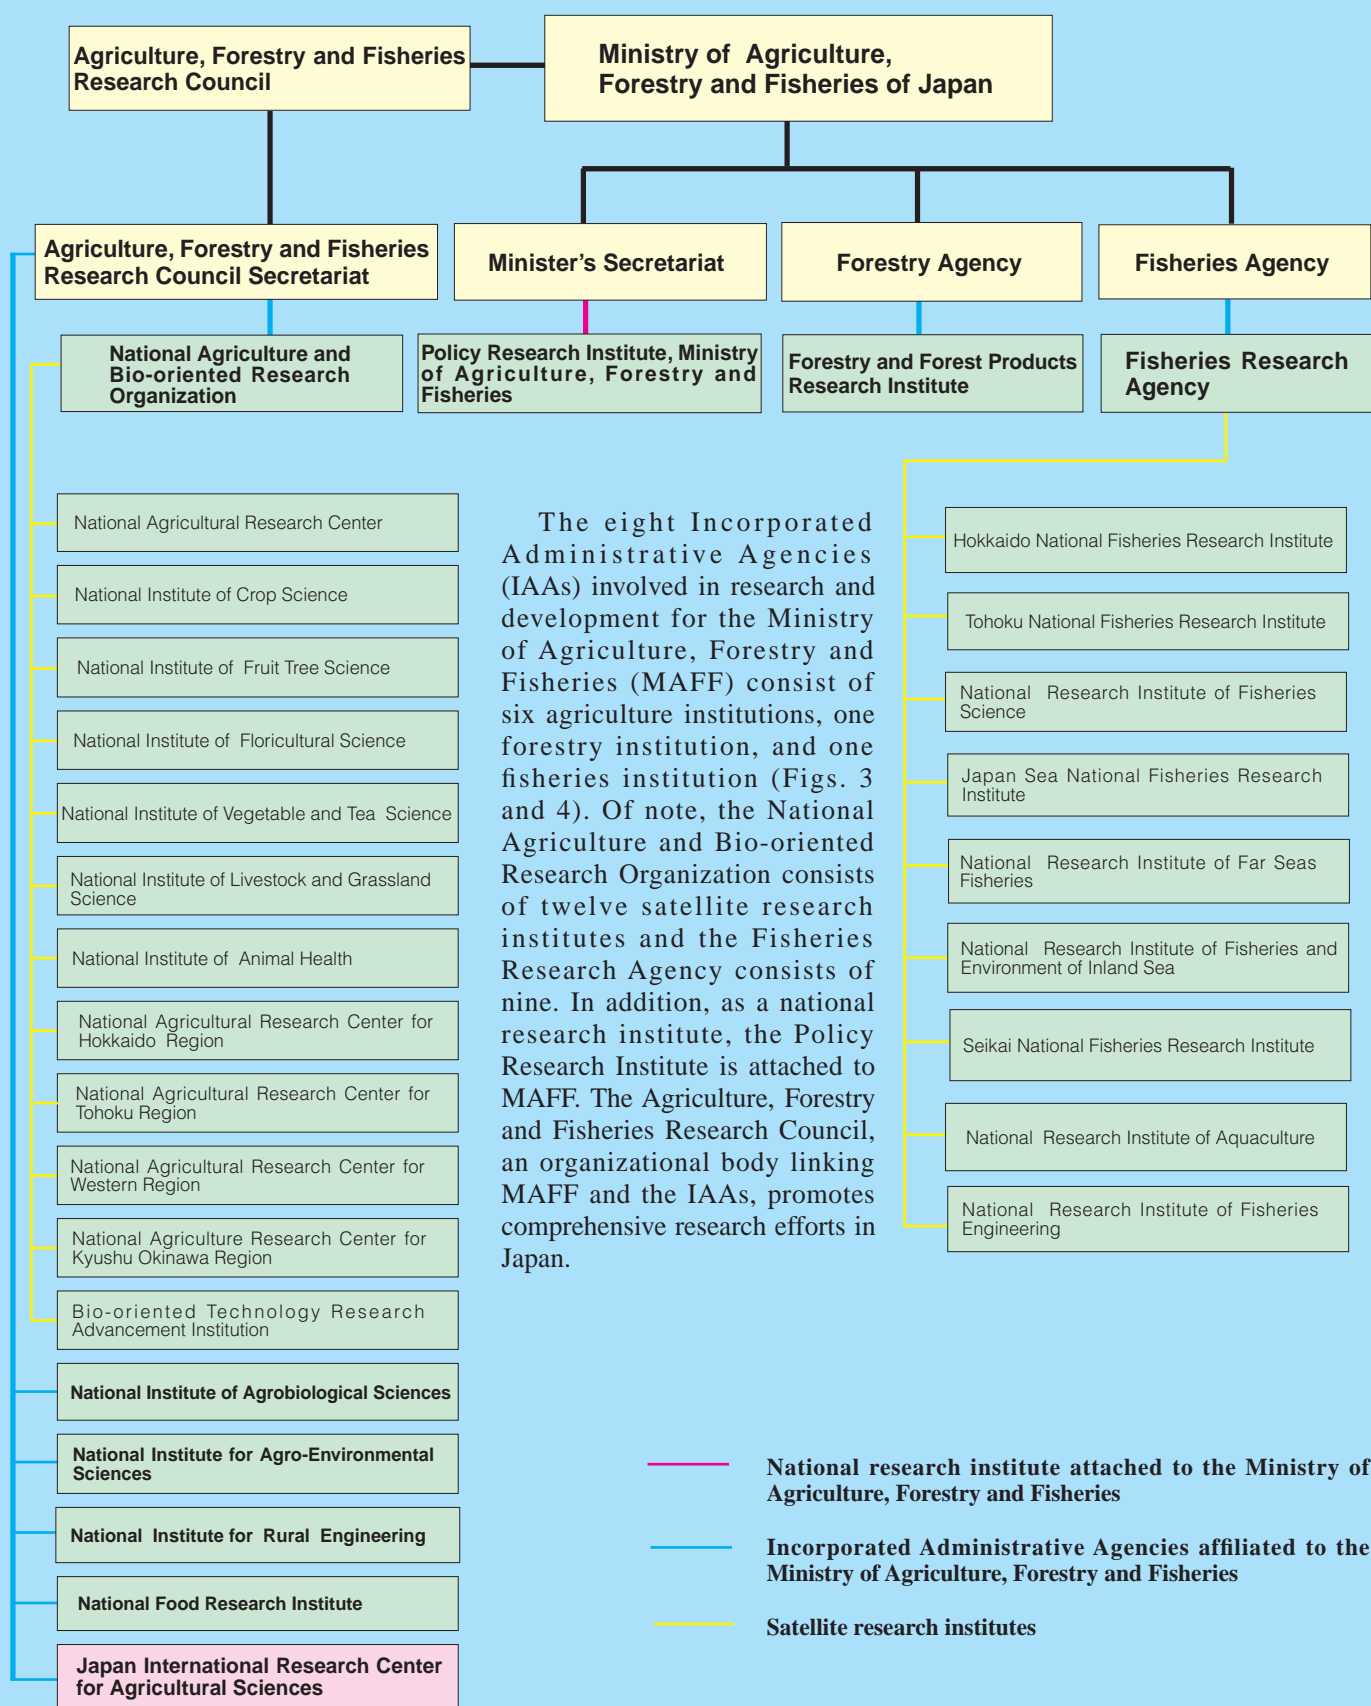 Agriculture, Forestry and Fisheries
Research Council
Ministry of Agriculture,
Forestry and Fisheries of Japan
Agriculture, Forestry and Fisheries
Research Council Secretariat
Minister's Secretariat
Forestry Agency
Fisheries Agency
National Agriculture and
Bio-oriented Research
Organization
Policy Research Institute, Ministry
of Agriculture, Forestry and
Fisheries
Forestry and Forest Products
Research Institute
Fisheries Research
Agency
National Agricultural Research Center
National Institute of Crop Science
National Institute of Fruit Tree Science
National Institute of Floricultural Science
National Institute of Vegetable and Tea Science
National Institute of Livestock and Grassland
Science
National Institute of Animal Health
National Agricultural Research Center for
Hokkaido Region
National Agricultural Research Center for
Tohoku Region
National Agricultural Research Center for
Western Region
National Agriculture Research Center for
Kyushu Okinawa Region
Bio-oriented Technology Research
Advancement Institution
National Institute of Agrobiological Sciences
National Institute for Agro-Environmental
Sciences
National Institute for Rural Engineering
National Food Research Institute
Japan International Research Center
for Agricultural Sciences
The eight Incorporated
Administrative Agencies
(IAAs) involved in research and
development for the Ministry
of Agriculture, Forestry and
Fisheries (MAFF) consist of
six agriculture institutions, one
forestry institution, and one
fisheries institution (Figs. 3
and 4). Of note, the National
Agriculture and Bio-oriented
Research Organization consists
of twelve satellite research
institutes and the Fisheries
Research Agency consists of
nine. In addition, as a national
research institute, the Policy
Research Institute is attached to
MAFF. The Agriculture, Forestry
and Fisheries Research Council,
an organizational body linking
MAFF and the IAAs, promotes
comprehensive research efforts in
Japan.
Hokkaido National Fisheries Research Institute
Tohoku National Fisheries Research Institute
National Research Institute of Fisheries
Science
Japan Sea National Fisheries Research
Institute
National Research Institute of Far Seas
Fisheries
National Research Institute of Fisheries and
Environment of Inland Sea
Seikai National Fisheries Research Institute
National Research Institute of Aquaculture
National Research Institute of Fisheries
Engineering
National research institute attached to the Ministry of
Agriculture, Forestry and Fisheries
Incorporated Administrative Agencies affiliated to the
Ministry of Agriculture, Forestry and Fisheries
Satellite research institutes